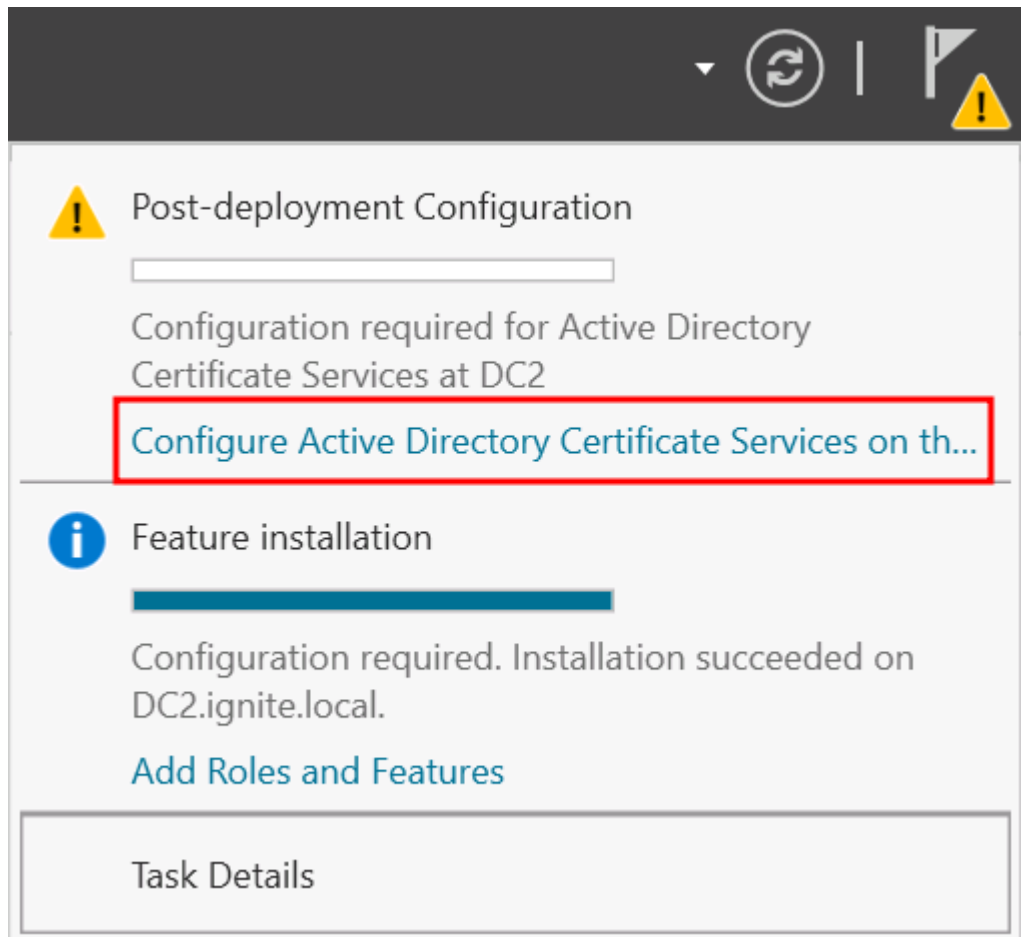 Post-deployment Configuration
Configuration required for Active Directory
Certificate Services at DC2
Configure Active Directory Certificate Services on th...
Feature installation
Configuration required. Installation succeeded on
DC2.ignite.local.
Add Roles and Features
Task Details